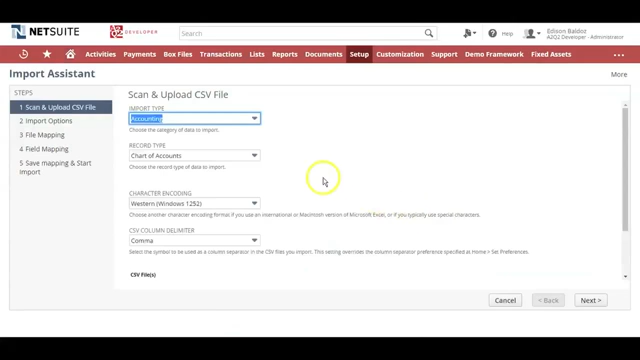 NETSUITE
A2Q2 DEVELOPER
Search
Help
Edison Baldoz
A2Q2 Developer - Administrator
Activities Payments Box Files Transactions Lists Reports Documents Setup Customization Support Demo Framework Fixed Assets
Import Assistant
More
STEPS
1 Scan & Upload CSV File
2 Import Options
3 File Mapping
4 Field Mapping
5 Save mapping & Start
Import
Scan & Upload CSV File
IMPORT TYPE
Accounting
Choose the category of data to import.
RECORD TYPE
Chart of Accounts
Choose the record type of data to import.
CHARACTER ENCODING
Western (Windows 1252)
Choose another character encoding format if you use an international or Macintosh version of Microsoft Excel, or if you typically use special characters.
CSV COLUMN DELIMITER
Comma
Select the symbol to be used as a column separator in the CSV files you import. This setting overrides the column separator preference specified as Home > Set Preferences.
CSV File(s)
Cancel
< Back
Next >